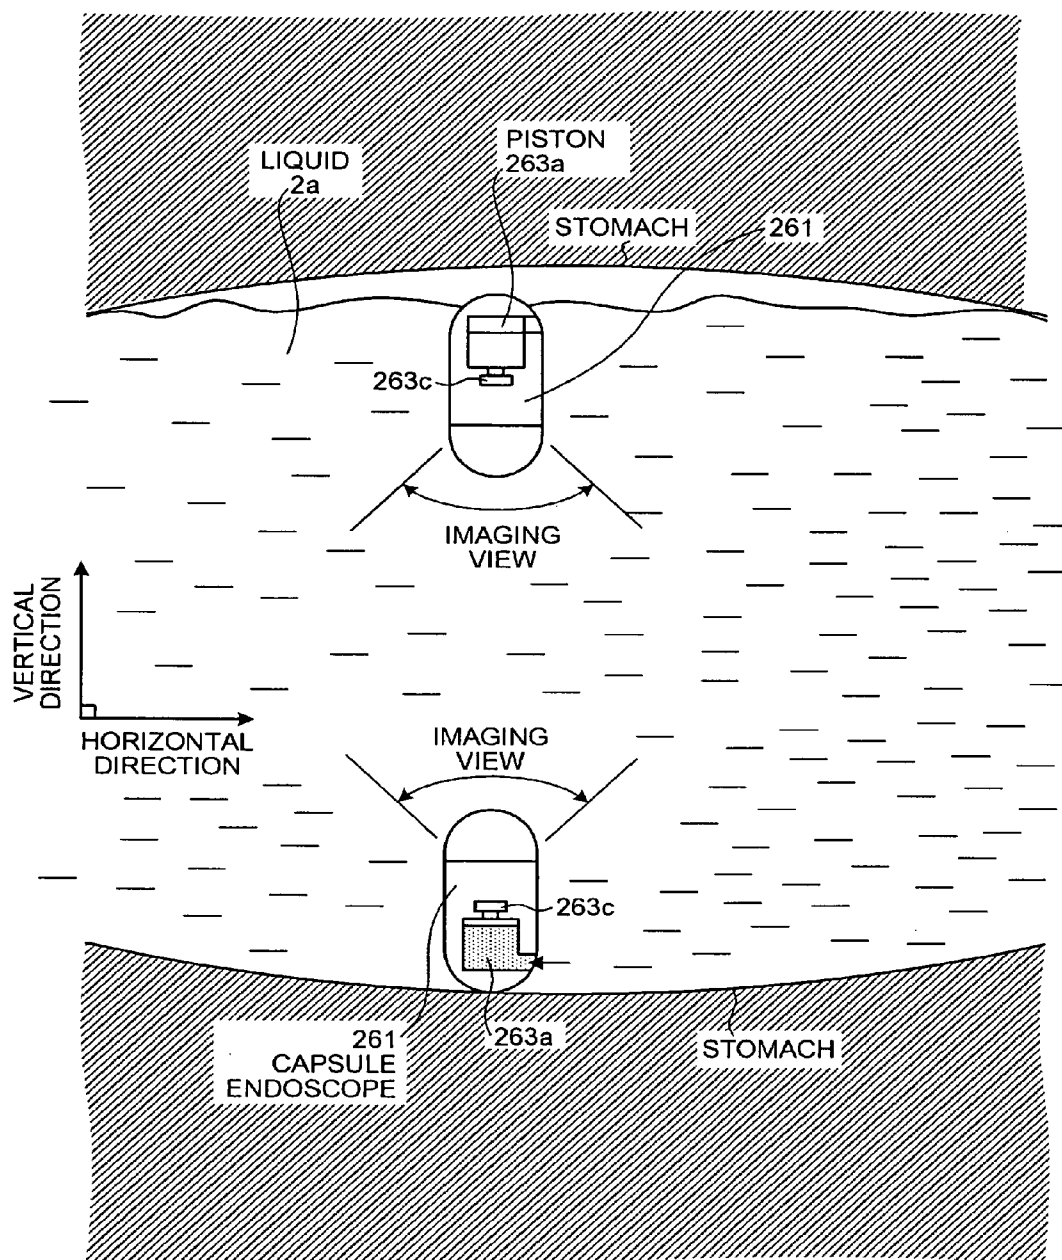 PISTON
263a
LIQUID
2a
STOMACH
261
263c
IMAGING
VIEW
VERTICAL
DIRECTION
HORIZONTAL
DIRECTION
IMAGING
VIEW
263c
261
CAPSULE
ENDOSCOPE
263a
STOMACH